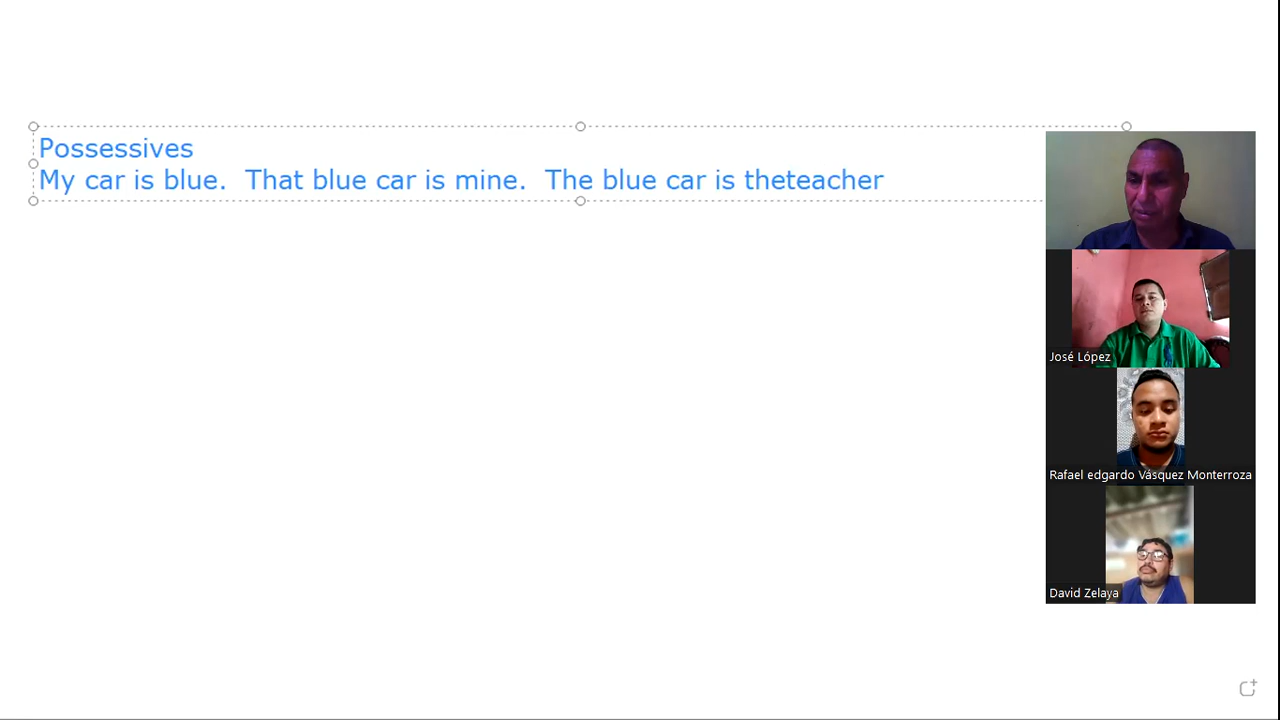 Possessives
My car is blue.  That blue car is mine.  The blue car is theteacher
José López
Rafael edgardo Vásquez Monterroza
David Zelaya